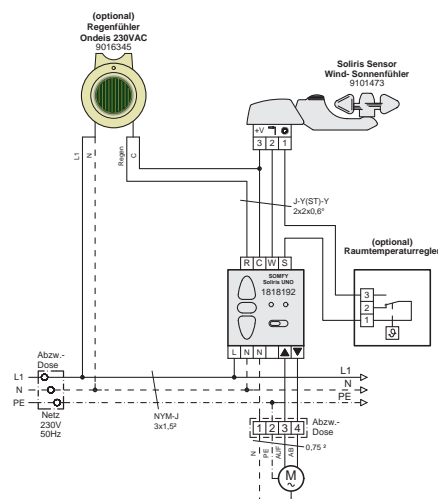 (optional)
Regenfühler
Ondeis 230VAC
9016345
Soliris Sensor
Wind- Sonnenfühler
9101473
+V
3 2 1
L1
N
Regen
C
J-Y(ST)-Y
2x2x0,6²
(optional)
Raumtemperaturregler
R C W S
SOMFY
Soliris UNO
1818192
3
2
1
L N N
Abzw.-
Dose
L1
N
PE
L1
N
PE
Netz
230V
50Hz
NYM-J
3x1,5²
1 2 3 4
Abzw.-
Dose
0,75 ²
N
PE
AUF
AB
M
~